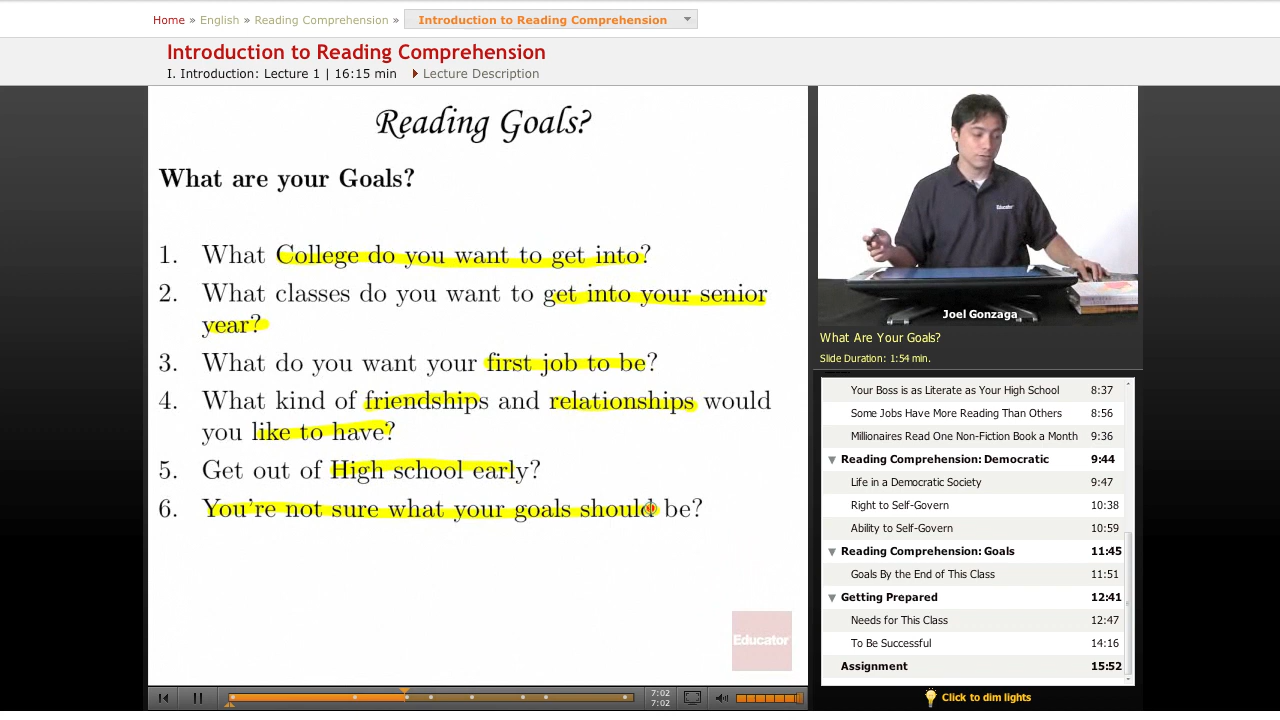 Home » English » Reading Comprehension » Introduction to Reading Comprehension
Introduction to Reading Comprehension
I. Introduction: Lecture 1 | 16:15 min Lecture Description
Reading Goals?
What are your Goals?
1. What College do you want to get into?
2. What classes do you want to get into your senior
year?
3. What do you want your first job to be?
4. What kind of friendships and relationships would
you like to have?
5. Get out of High school early?
6. You're not sure what your goals should be?
Educator
7:02
7:02
Educator
Joel Gonzaga
What Are Your Goals?
Slide Duration: 1:54 min.
Your Boss is as Literate as Your High School 8:37
Some Jobs Have More Reading Than Others 8:56
Millionaires Read One Non-Fiction Book a Month 9:36
Reading Comprehension: Democratic 9:44
Life in a Democratic Society 9:47
Right to Self-Govern 10:38
Ability to Self-Govern 10:59
Reading Comprehension: Goals 11:45
Goals By the End of This Class 11:51
Getting Prepared 12:41
Needs for This Class 12:47
To Be Successful 14:16
Assignment 15:52
Click to dim lights